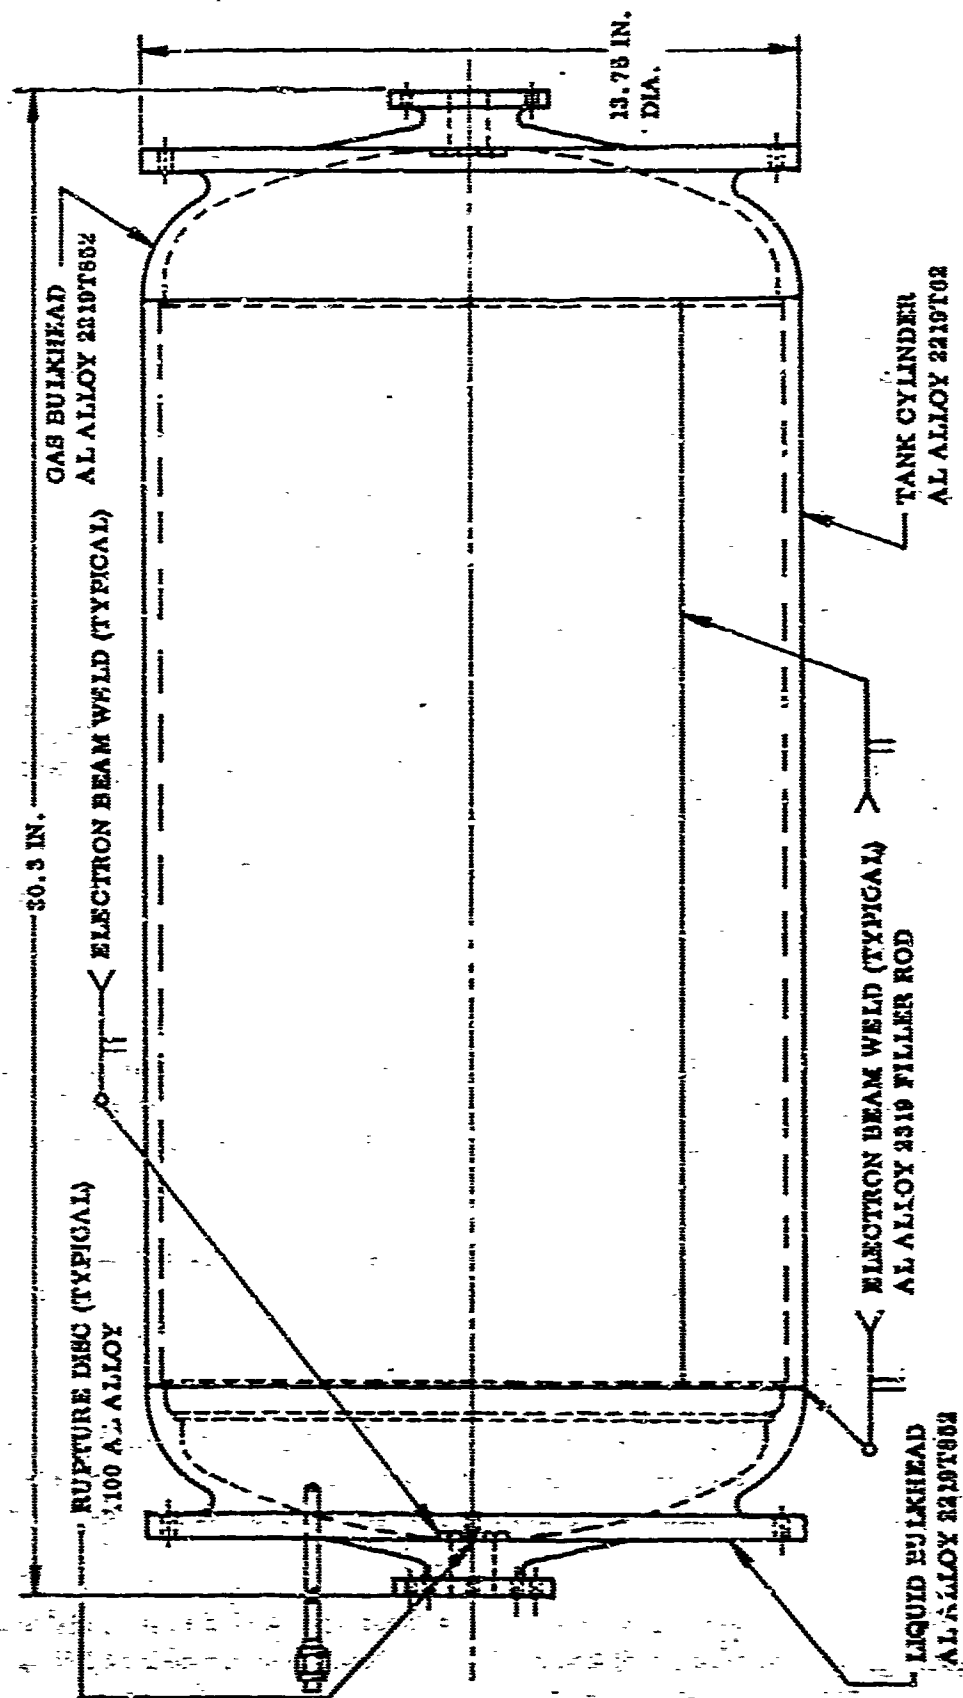 30.3 IN.
13.75 IN.
DIA.
GAS BULKHEAD
AL ALLOY 2219T852
ELECTRON BEAM WELD (TYPICAL)
RUPTURE DISC (TYPICAL)
1100 AL ALLOY
TANK CYLINDER
AL ALLOY 2219T62
ELECTRON BEAM WELD (TYPICAL)
AL ALLOY 2319 FILLER ROD
LIQUID BULKHEAD
AL ALLOY 2219T852